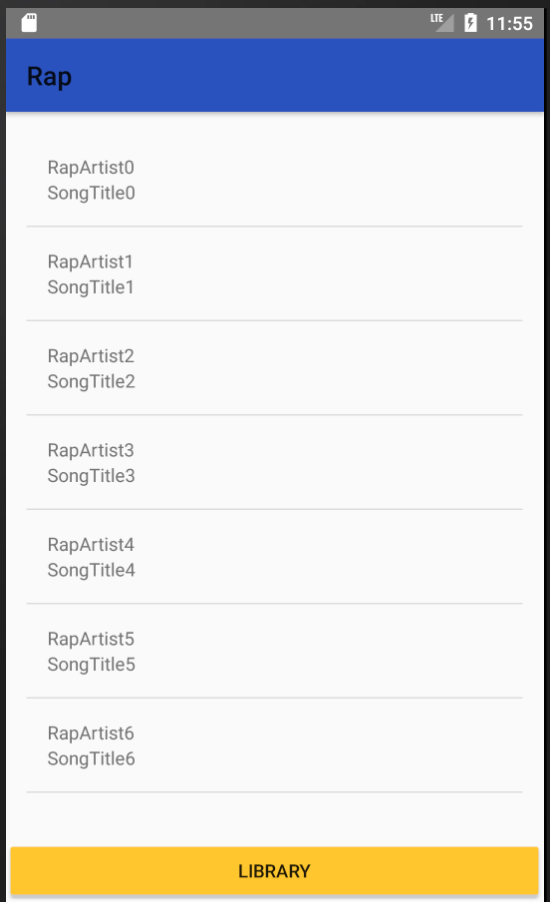 LTE 11:55
Rap
RapArtist0
SongTitle0
RapArtist1
SongTitle1
RapArtist2
SongTitle2
RapArtist3
SongTitle3
RapArtist4
SongTitle4
RapArtist5
SongTitle5
RapArtist6
SongTitle6
LIBRARY